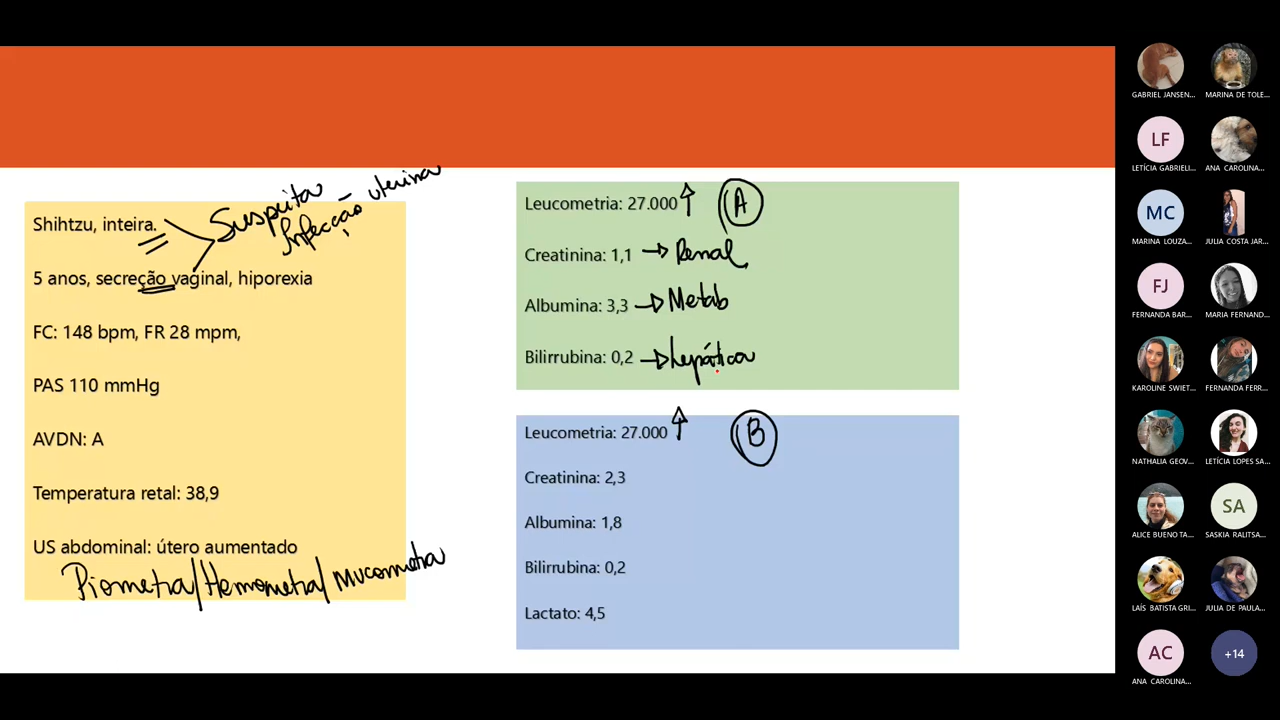 Shihtzu, inteira.
Suspeita
Infecção uterina
5 anos, secreção vaginal, hiporexia
FC: 148 bpm, FR 28 mpm,
PAS 110 mmHg
AVDN: A
Temperatura retal: 38,9
US abdominal: útero aumentado
Piometra/Hemometra/Mucometra
Leucometria: 27.000 ↑ A
Creatinina: 1,1 → Renal
Albumina: 3,3 → Metab
Bilirrubina: 0,2 → hepática
Leucometria: 27.000 ↑ B
Creatinina: 2,3
Albumina: 1,8
Bilirrubina: 0,2
Lactato: 4,5
GABRIEL JANSEN...
MARINA DE TOLE...
LF
LETÍCIA GABRIELI...
ANA CAROLINA...
MC
MARINA LOUZA...
JULIA COSTA JAR...
FJ
FERNANDA BAR...
MARIA FERNAND...
KAROLINE SWIET...
FERNANDA FERR...
NATHALIA GEOV...
LETÍCIA LOPES SA...
SA
ALICE BUENO TA...
SASKIA RALITSA...
LAÍS BATISTA GRI...
JULIA DE PAULA...
AC
ANA CAROLINA...
+14